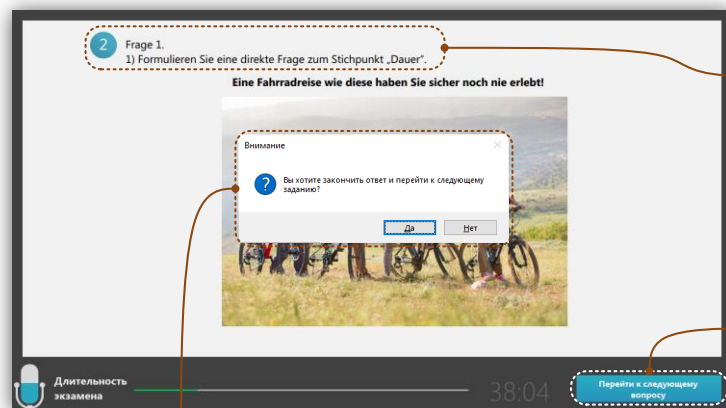 2
Frage 1.
1) Formulieren Sie eine direkte Frage zum Stichpunkt „Dauer“.
Eine Fahrradreise wie diese haben Sie sicher noch nie erlebt!
Внимание
?
Вы хотите закончить ответ и перейти к следующему
заданию?
Да
Нет
Длительность
экзамена
38:04
Перейти к следующему
вопросу